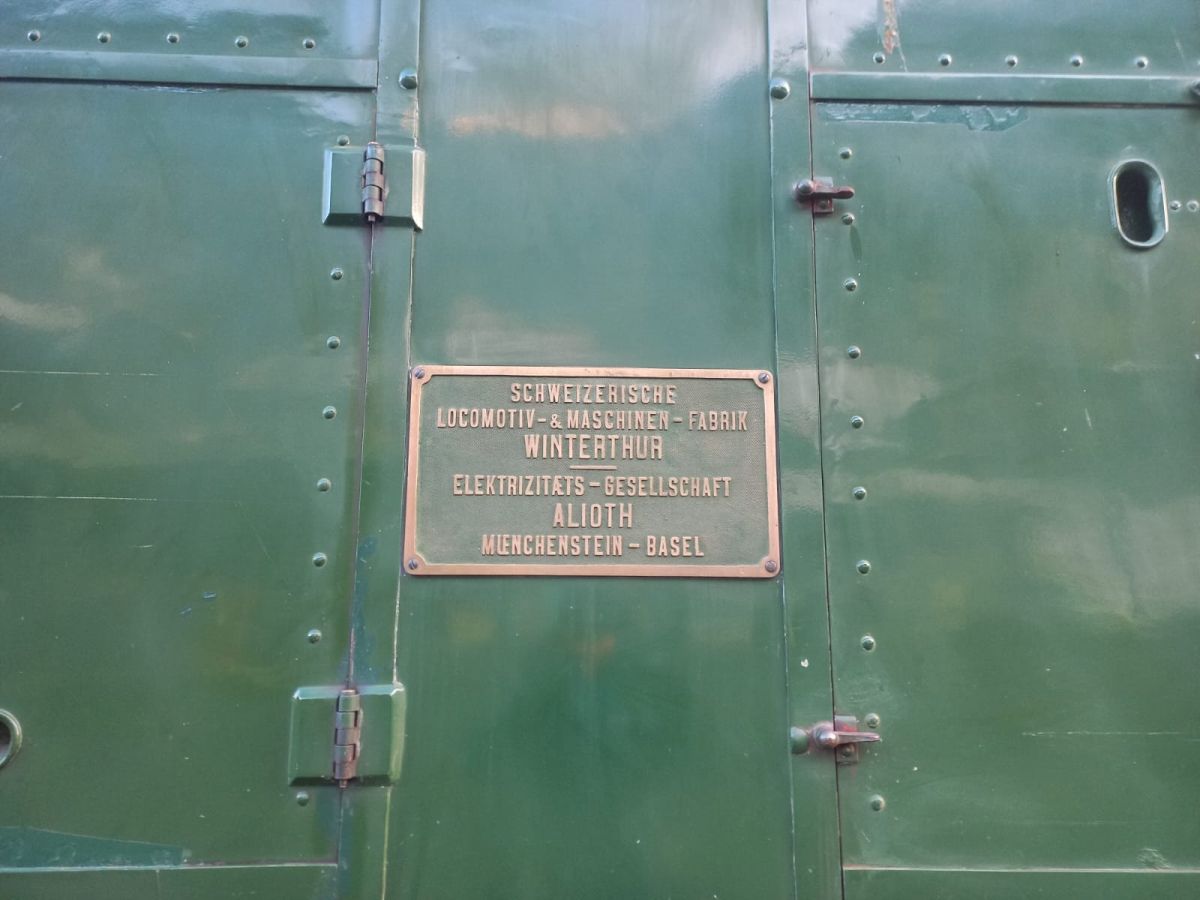 SCHWEIZERISCHE
LOCOMOTIV-& MASCHINEN-FABRIK
WINTERTHUR
ELEKTRIZITÆTS-GESELLSCHAFT
ALIOTH
MŒNCHENSTEIN-BASEL